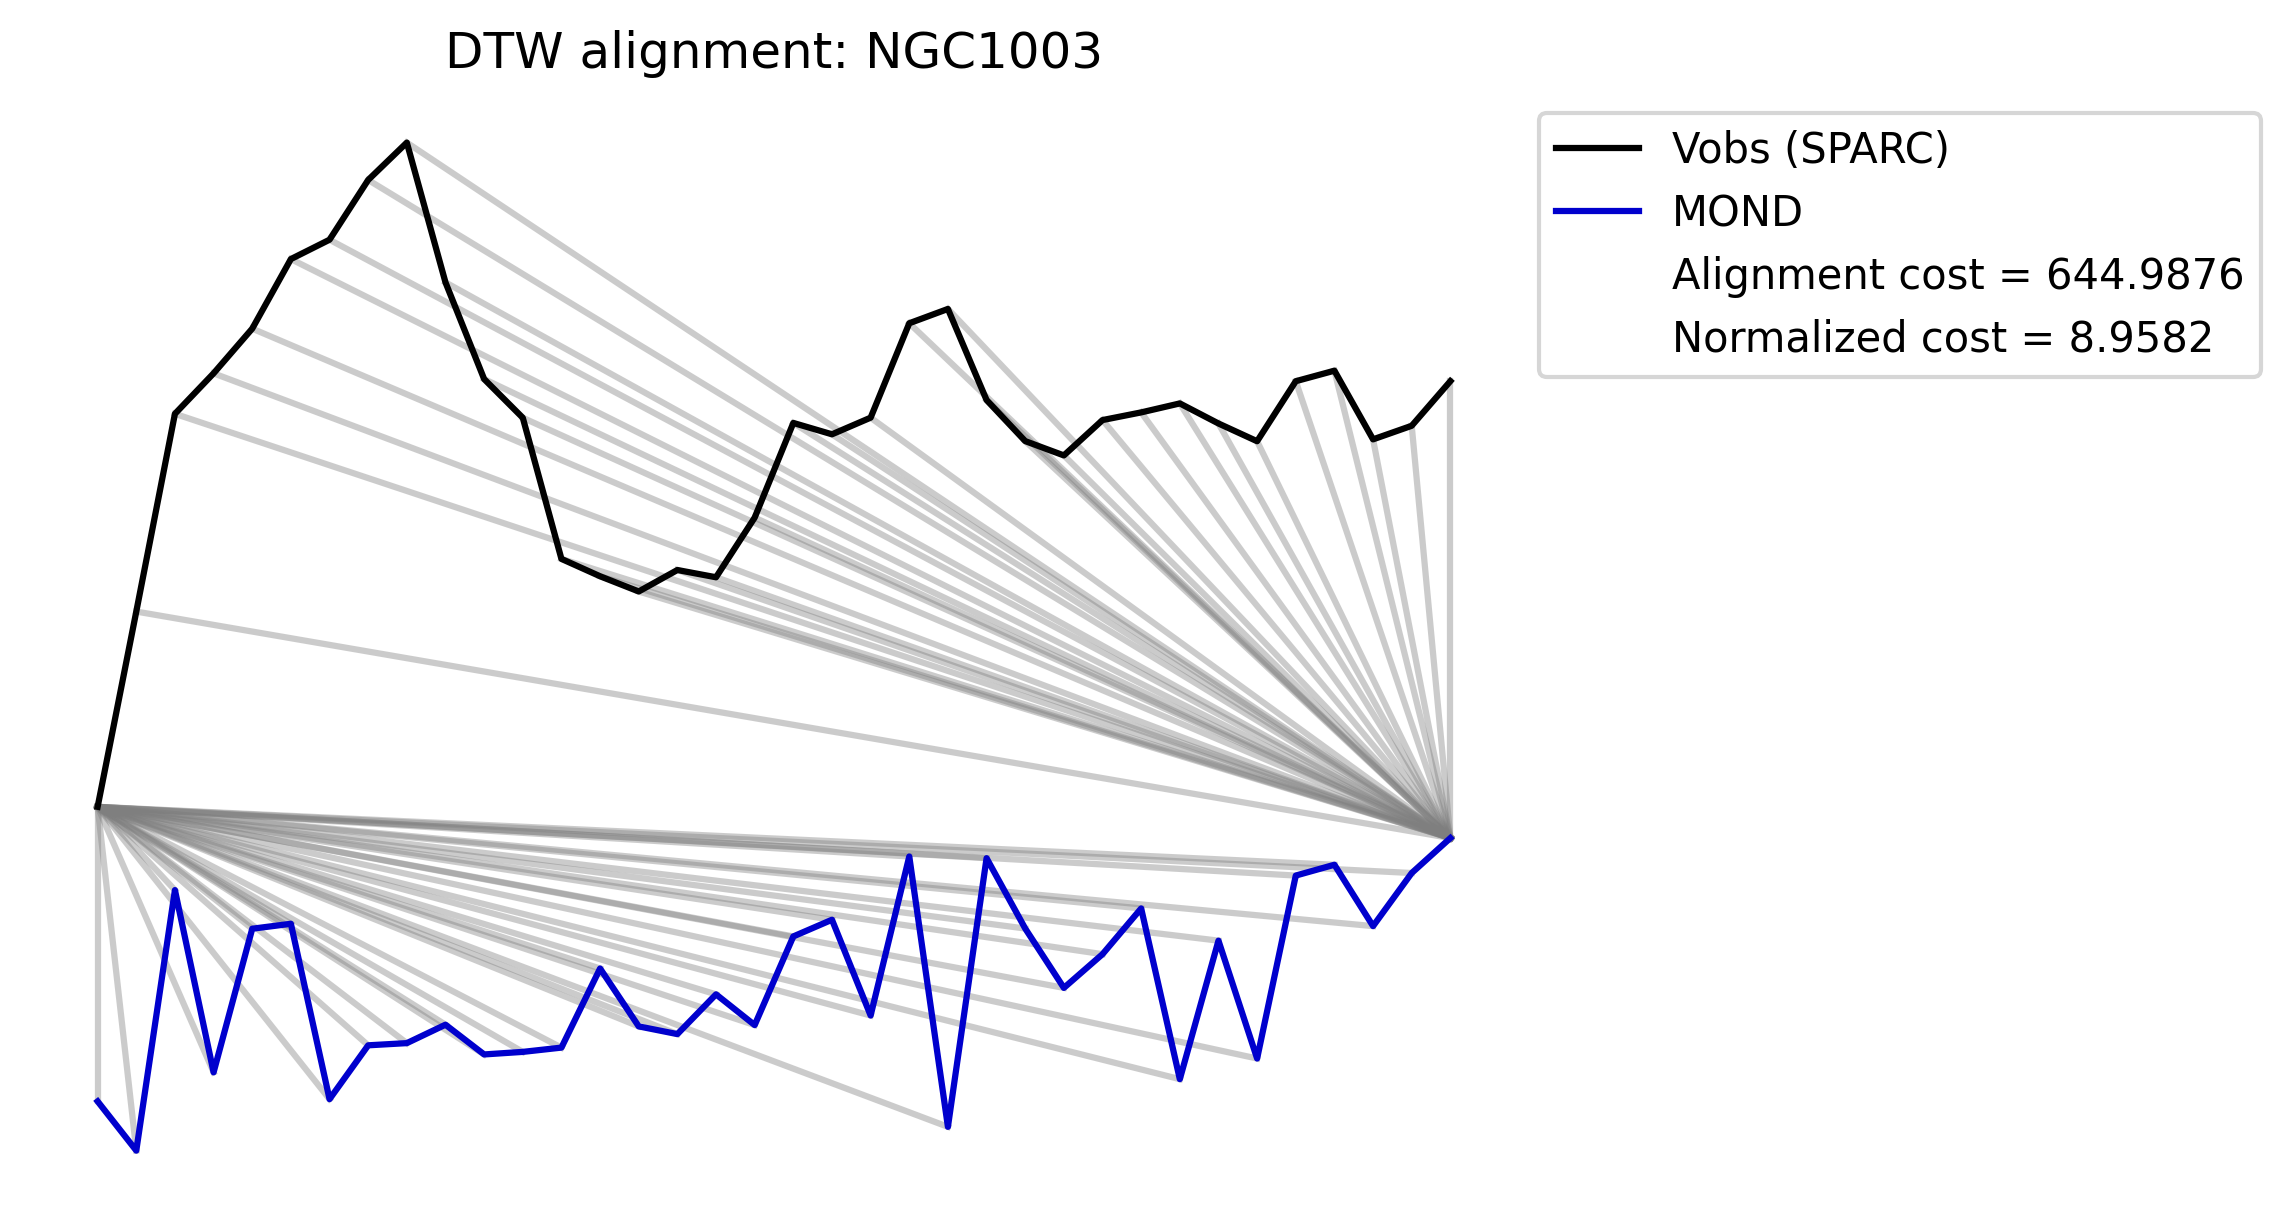 DTW alignment: NGC1003
Vobs (SPARC)
MOND
Alignment cost = 644.9876
Normalized cost = 8.9582